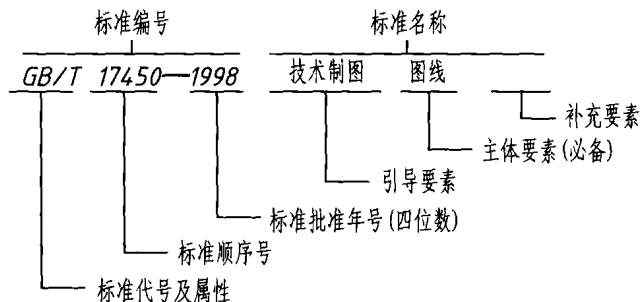 标准编号 标准名称
GB/T 17450—1998 技术制图 图线
补充要素
主体要素(必备)
引导要素
标准批准年号(四位数)
标准顺序号
标准代号及属性